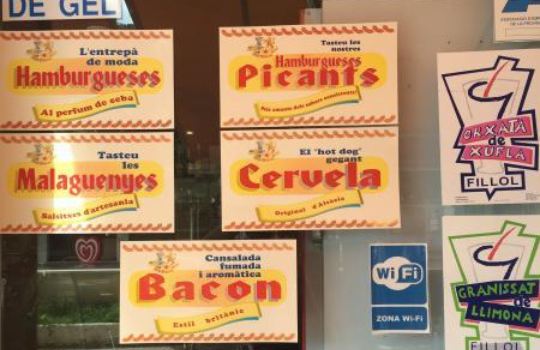 DE GEL
L'entrepà
de moda
Hamburgueses
Al perfum de ceba
Tasteu les
nostres
Hamburgueses
Picants
Tasteu
les
Malaguenyes
Salsitxes d'artesania
El "hot dog"
gegant
Cervela
Original d'Alsàcia
Cansalada
fumada
i aromàtica
Bacon
Estil britànic
Wi Fi
ZONA Wi-Fi
ORXATA
de
XUFLA
FILLOL
GRANISSAT
de
LLIMONA
FILLOL